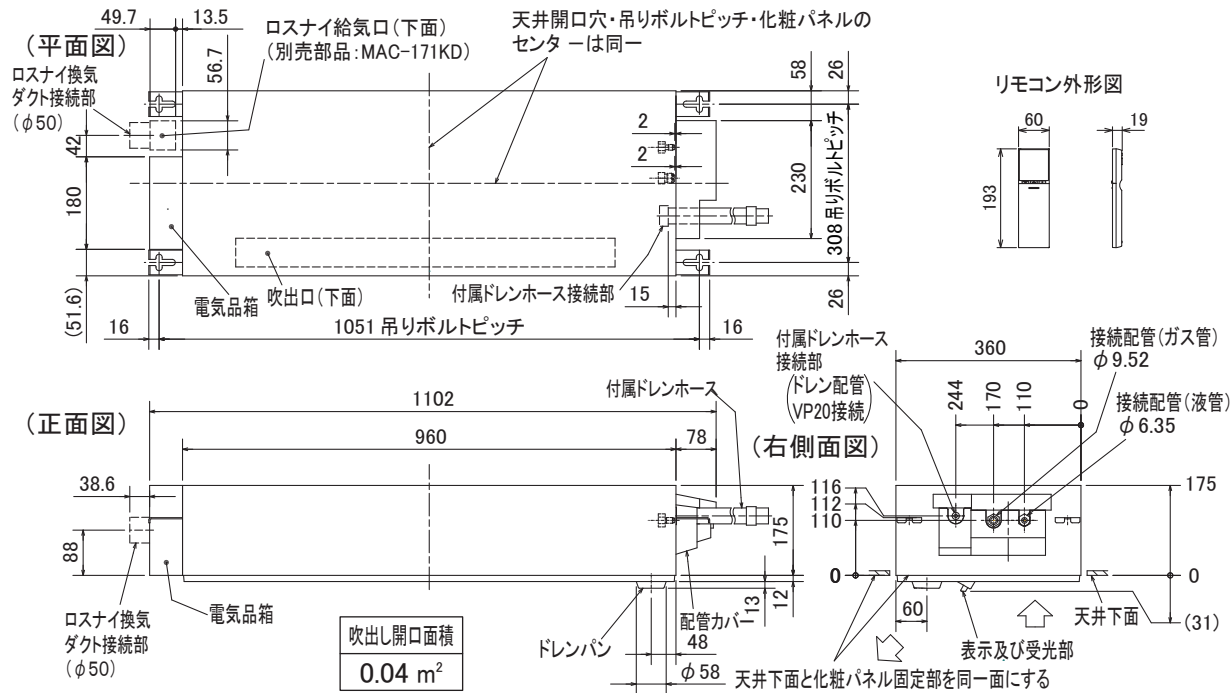 49.7
13.5
(平面図)
ロスナイ給気口(下面)
(別売部品:MAC-171KD)
56.7
天井開口穴・吊りボルトピッチ・化粧パネルの
センターは同一
58
26
ロスナイ換気
ダクト接続部
(φ50)
42
180
(51.6)
2
2
230
308 吊りボルトピッチ
26
電気品箱
吹出口(下面)
付属ドレンホース接続部
15
16
1051 吊りボルトピッチ
16
リモコン外形図
60
19
193
(正面図)
1102
付属ドレンホース
960
78
38.6
88
175
13
12
ロスナイ換気
ダクト接続部
(φ50)
電気品箱
吹出し開口面積
0.04 m²
ドレンパン
配管カバー
48
φ58
(右側面図)
付属ドレンホース
接続部
(ドレン配管
VP20接続)
360
接続配管(ガス管)
φ9.52
244
170
110
0
接続配管(液管)
φ6.35
116
112
110
0
175
0
(31)
60
天井下面
表示及び受光部
天井下面と化粧パネル固定部を同一面にする